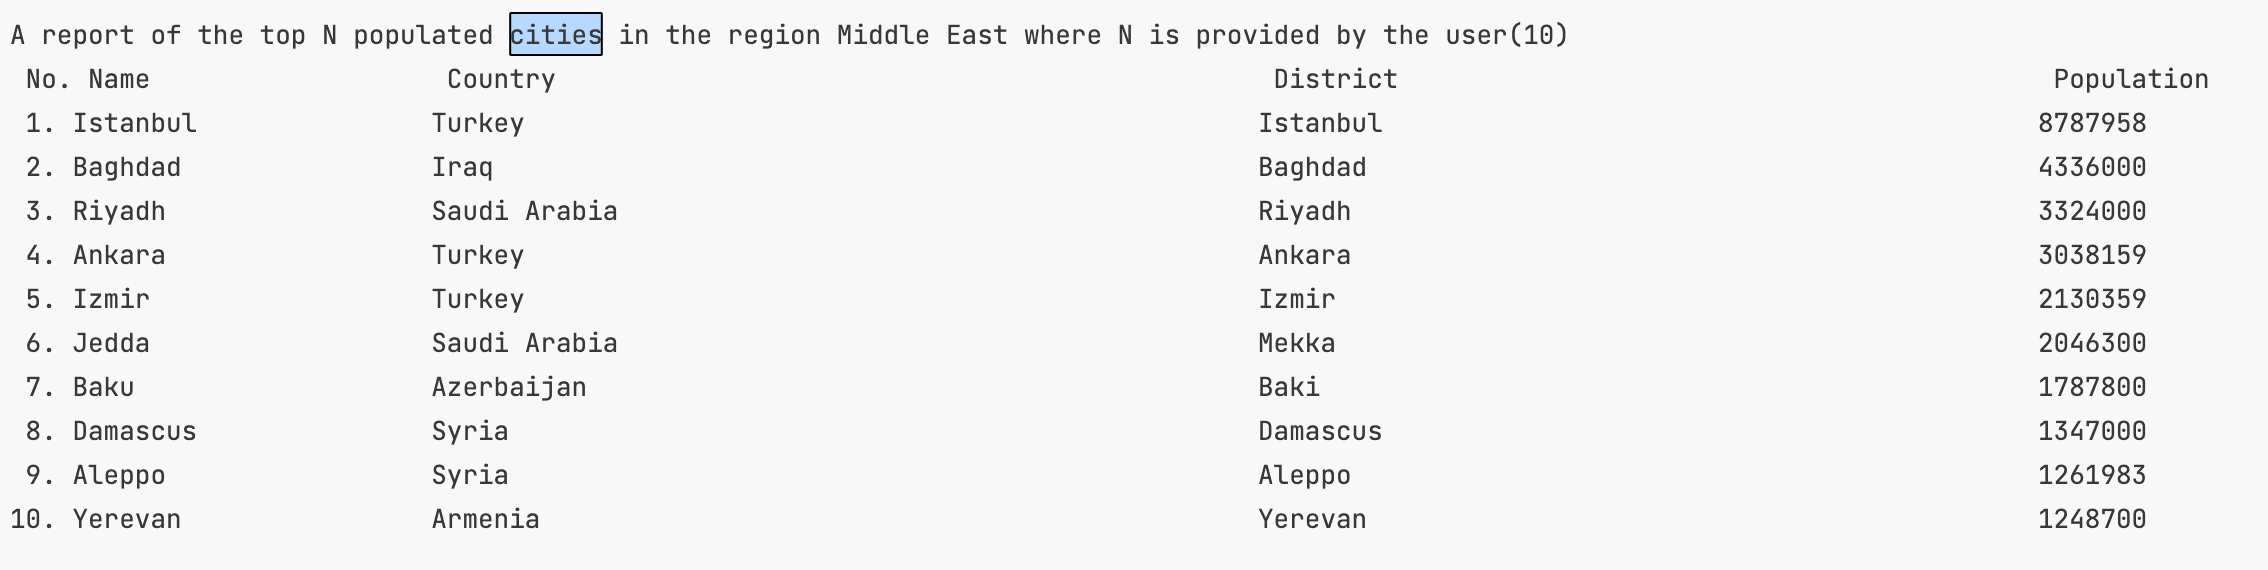 A report of the top N populated cities in the region Middle East where N is provided by the user(10)
No. Name Country District Population
1. Istanbul Turkey Istanbul 8787958
2. Baghdad Iraq Baghdad 4336000
3. Riyadh Saudi Arabia Riyadh 3324000
4. Ankara Turkey Ankara 3038159
5. Izmir Turkey Izmir 2130359
6. Jedda Saudi Arabia Mekka 2046300
7. Baku Azerbaijan Baki 1787800
8. Damascus Syria Damascus 1347000
9. Aleppo Syria Aleppo 1261983
10. Yerevan Armenia Yerevan 1248700